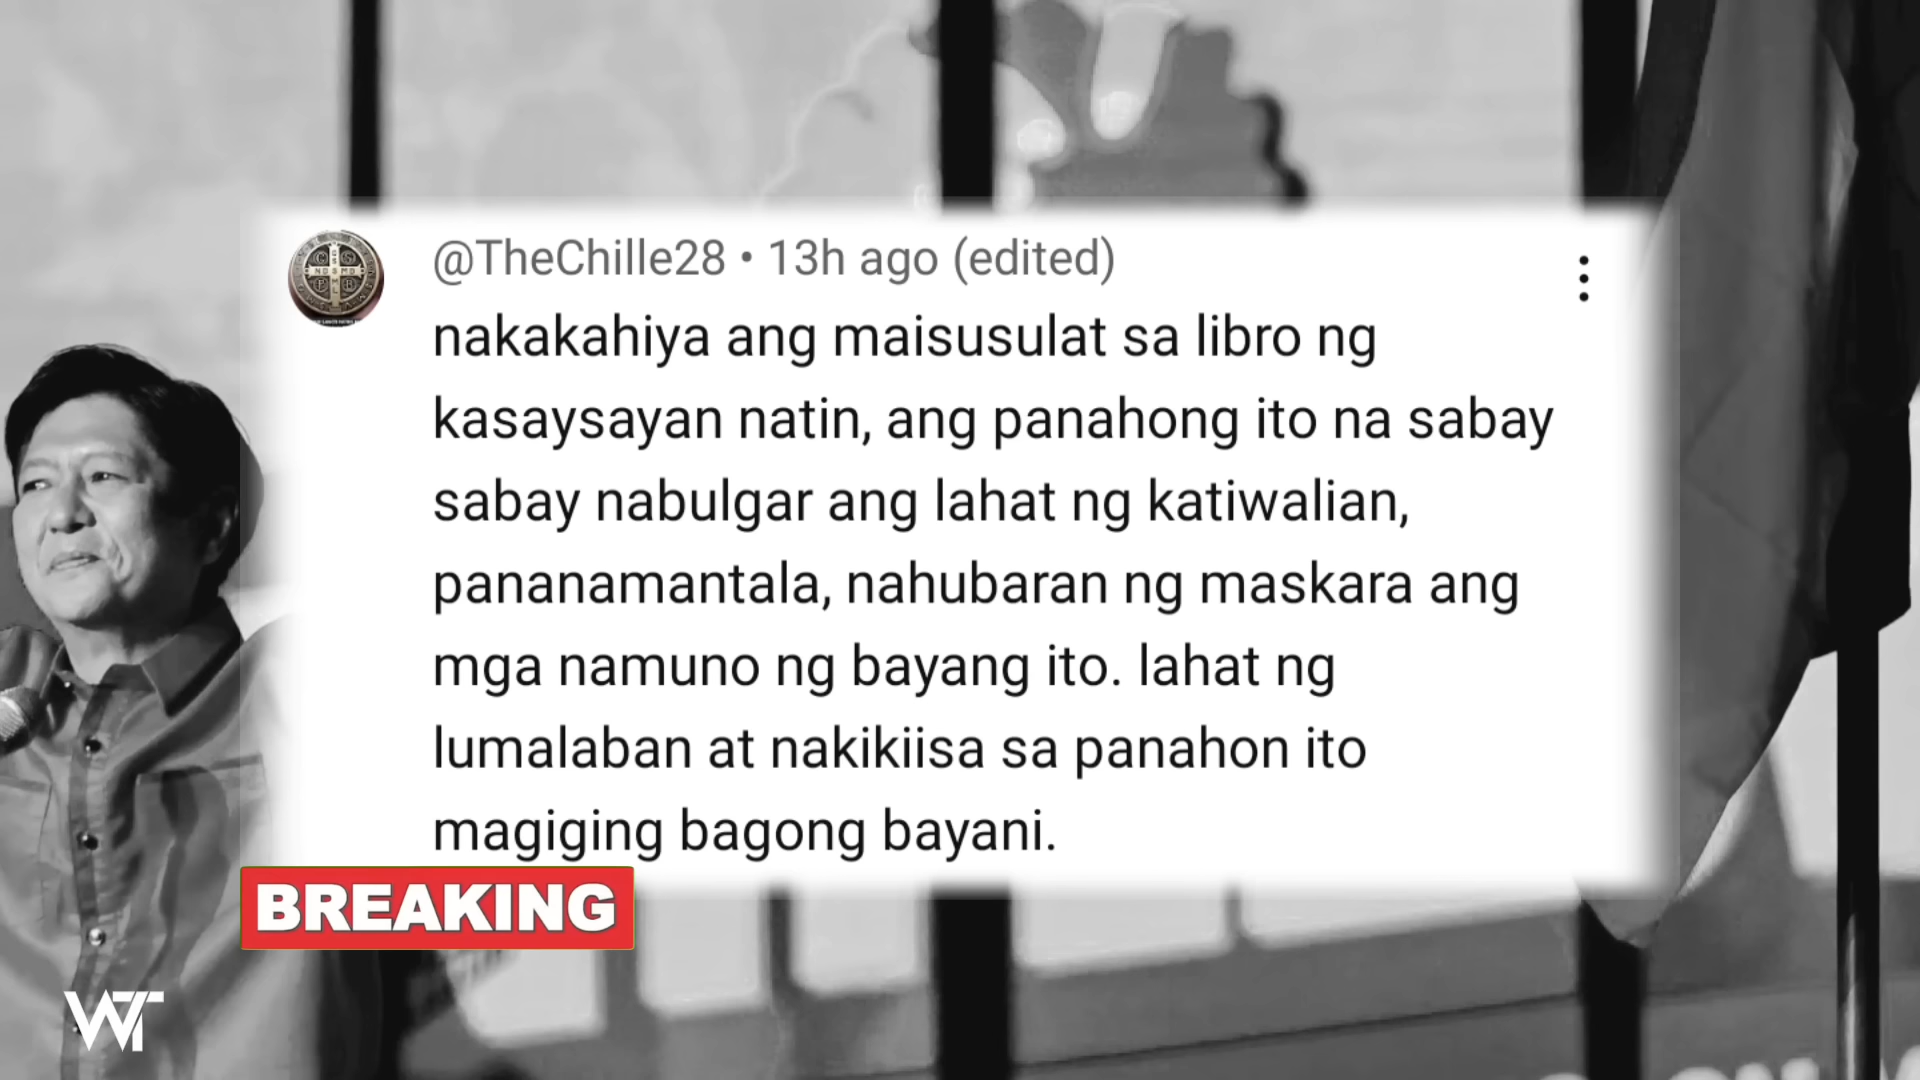 @TheChille28 • 13h ago (edited)
nakakahiya ang maisusulat sa libro ng
kasaysayan natin, ang panahong ito na sabay
sabay nabulgar ang lahat ng katiwalian,
pananamantala, nahubaran ng maskara ang
mga namuno ng bayang ito. lahat ng
lumalaban at nakikiisa sa panahon ito
magiging bagong bayani.
BREAKING
WT